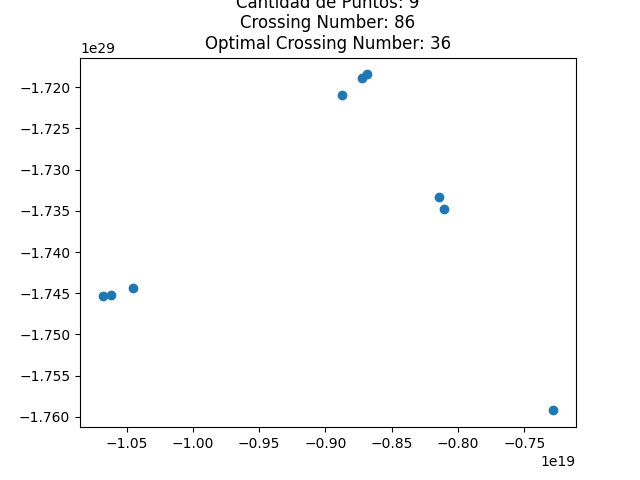 Cantidad de Puntos: 9
Crossing Number: 86
Optimal Crossing Number: 36
1e29
−1.720
−1.725
−1.730
−1.735
−1.740
−1.745
−1.750
−1.755
−1.760
−1.05 −1.00 −0.95 −0.90 −0.85 −0.80 −0.75
1e19